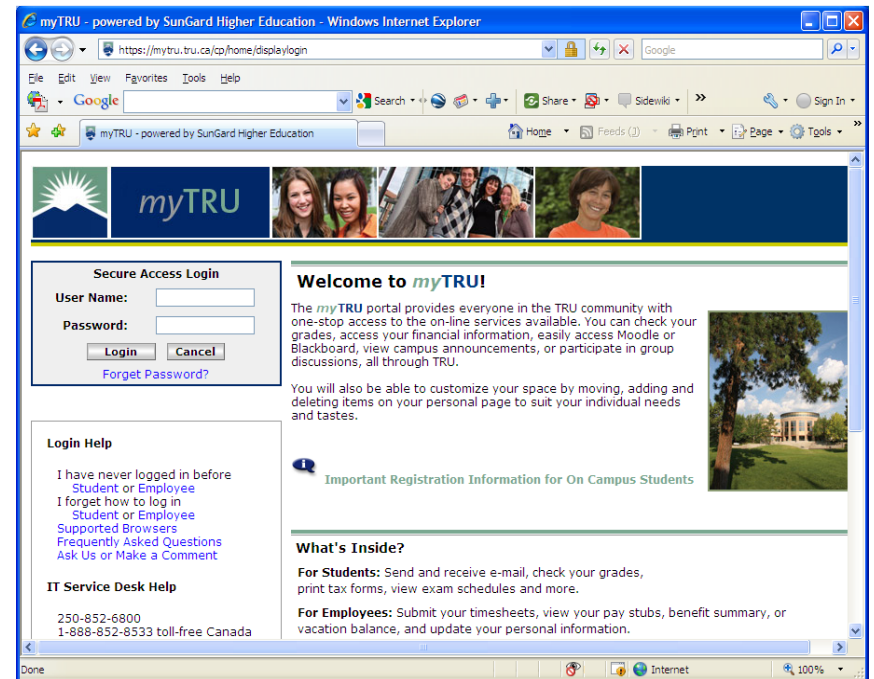 myTRU - powered by SunGard Higher Education - Windows Internet Explorer
https://mytru.tru.ca/cp/home/displaylogin
Google
File Edit View Favorites Tools Help
Google Search Share Sidewiki >> Sign In
myTRU - powered by SunGard Higher Education Home Feeds (J) Print Page Tools >>
myTRU
Secure Access Login
User Name:
Password:
Login Cancel
Forget Password?
Login Help
I have never logged in before
Student or Employee
I forget how to log in
Student or Employee
Supported Browsers
Frequently Asked Questions
Ask Us or Make a Comment
IT Service Desk Help
250-852-6800
1-888-852-8533 toll-free Canada
Welcome to myTRU!
The myTRU portal provides everyone in the TRU community with
one-stop access to the on-line services available. You can check your
grades, access your financial information, easily access Moodle or
Blackboard, view campus announcements, or participate in group
discussions, all through TRU.
You will also be able to customize your space by moving, adding and
deleting items on your personal page to suit your individual needs
and tastes.
Important Registration Information for On Campus Students
What's Inside?
For Students: Send and receive e-mail, check your grades,
print tax forms, view exam schedules and more.
For Employees: Submit your timesheets, view your pay stubs, benefit summary, or
vacation balance, and update your personal information.
Done Internet 100%